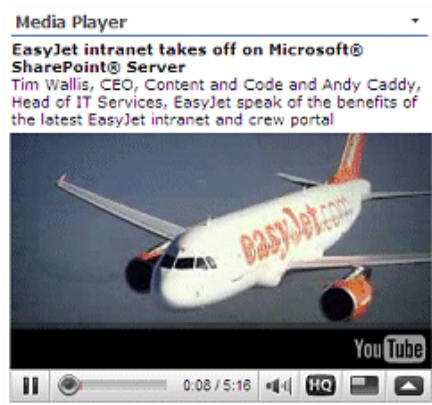 Media Player
EasyJet intranet takes off on Microsoft®
SharePoint® Server
Tim Wallis, CEO, Content and Code and Andy Caddy,
Head of IT Services, EasyJet speak of the benefits of
the latest EasyJet intranet and crew portal
easyJet.com
YouTube
0:08 / 5:16
HQ